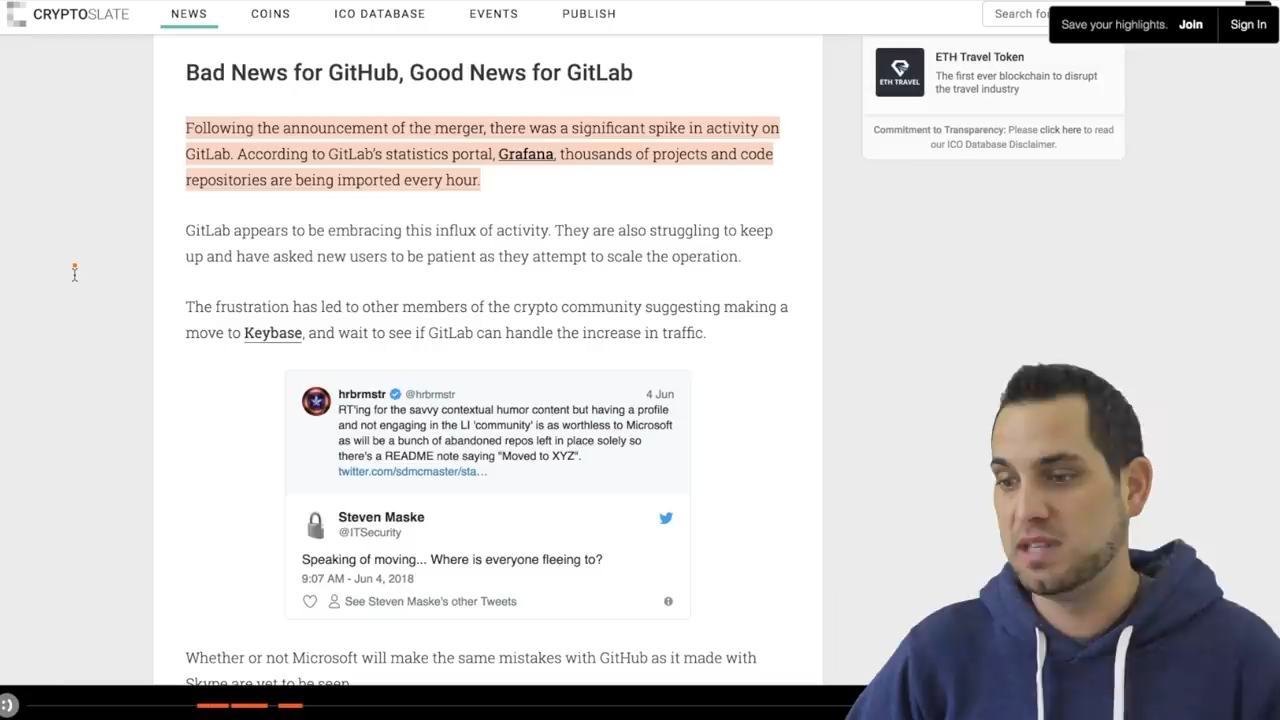 CRYPTOSLATE
NEWS
COINS
ICO DATABASE
EVENTS
PUBLISH
Search for
Save your highlights. Join Sign In
Bad News for GitHub, Good News for GitLab
Following the announcement of the merger, there was a significant spike in activity on
GitLab. According to GitLab's statistics portal, Grafana, thousands of projects and code
repositories are being imported every hour.
GitLab appears to be embracing this influx of activity. They are also struggling to keep
up and have asked new users to be patient as they attempt to scale the operation.
The frustration has led to other members of the crypto community suggesting making a
move to Keybase, and wait to see if GitLab can handle the increase in traffic.
hrbrmstr @hrbrmstr 4 Jun
RT'ing for the savvy contextual humor content but having a profile
and not engaging in the LI 'community' is as worthless to Microsoft
as will be a bunch of abandoned repos left in place solely so
there's a README note saying "Moved to XYZ".
twitter.com/sdmcmaster/sta…
Steven Maske
@ITSecurity
Speaking of moving... Where is everyone fleeing to?
9:07 AM - Jun 4, 2018
See Steven Maske's other Tweets
Whether or not Microsoft will make the same mistakes with GitHub as it made with
Skype are yet to be seen.
ETH TRAVEL
ETH Travel Token
The first ever blockchain to disrupt
the travel industry
Commitment to Transparency: Please click here to read
our ICO Database Disclaimer.